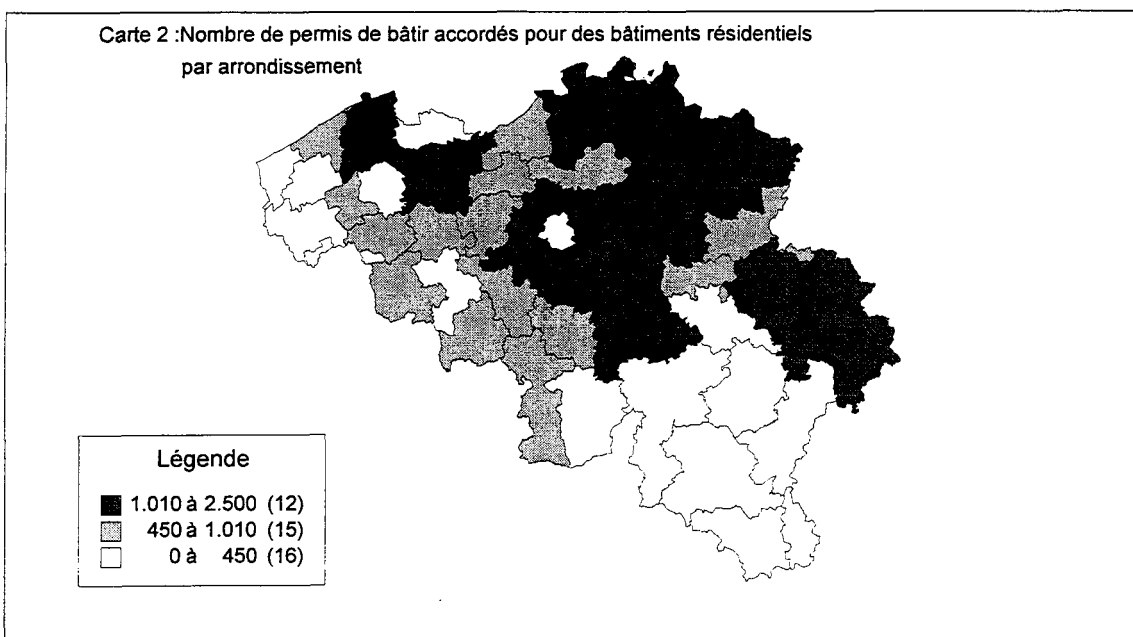 Carte 2 :Nombre de permis de bâtir accordés pour des bâtiments résidentiels
par arrondissement
Légende
1.010 à 2.500 (12)
450 à 1.010 (15)
0 à 450 (16)